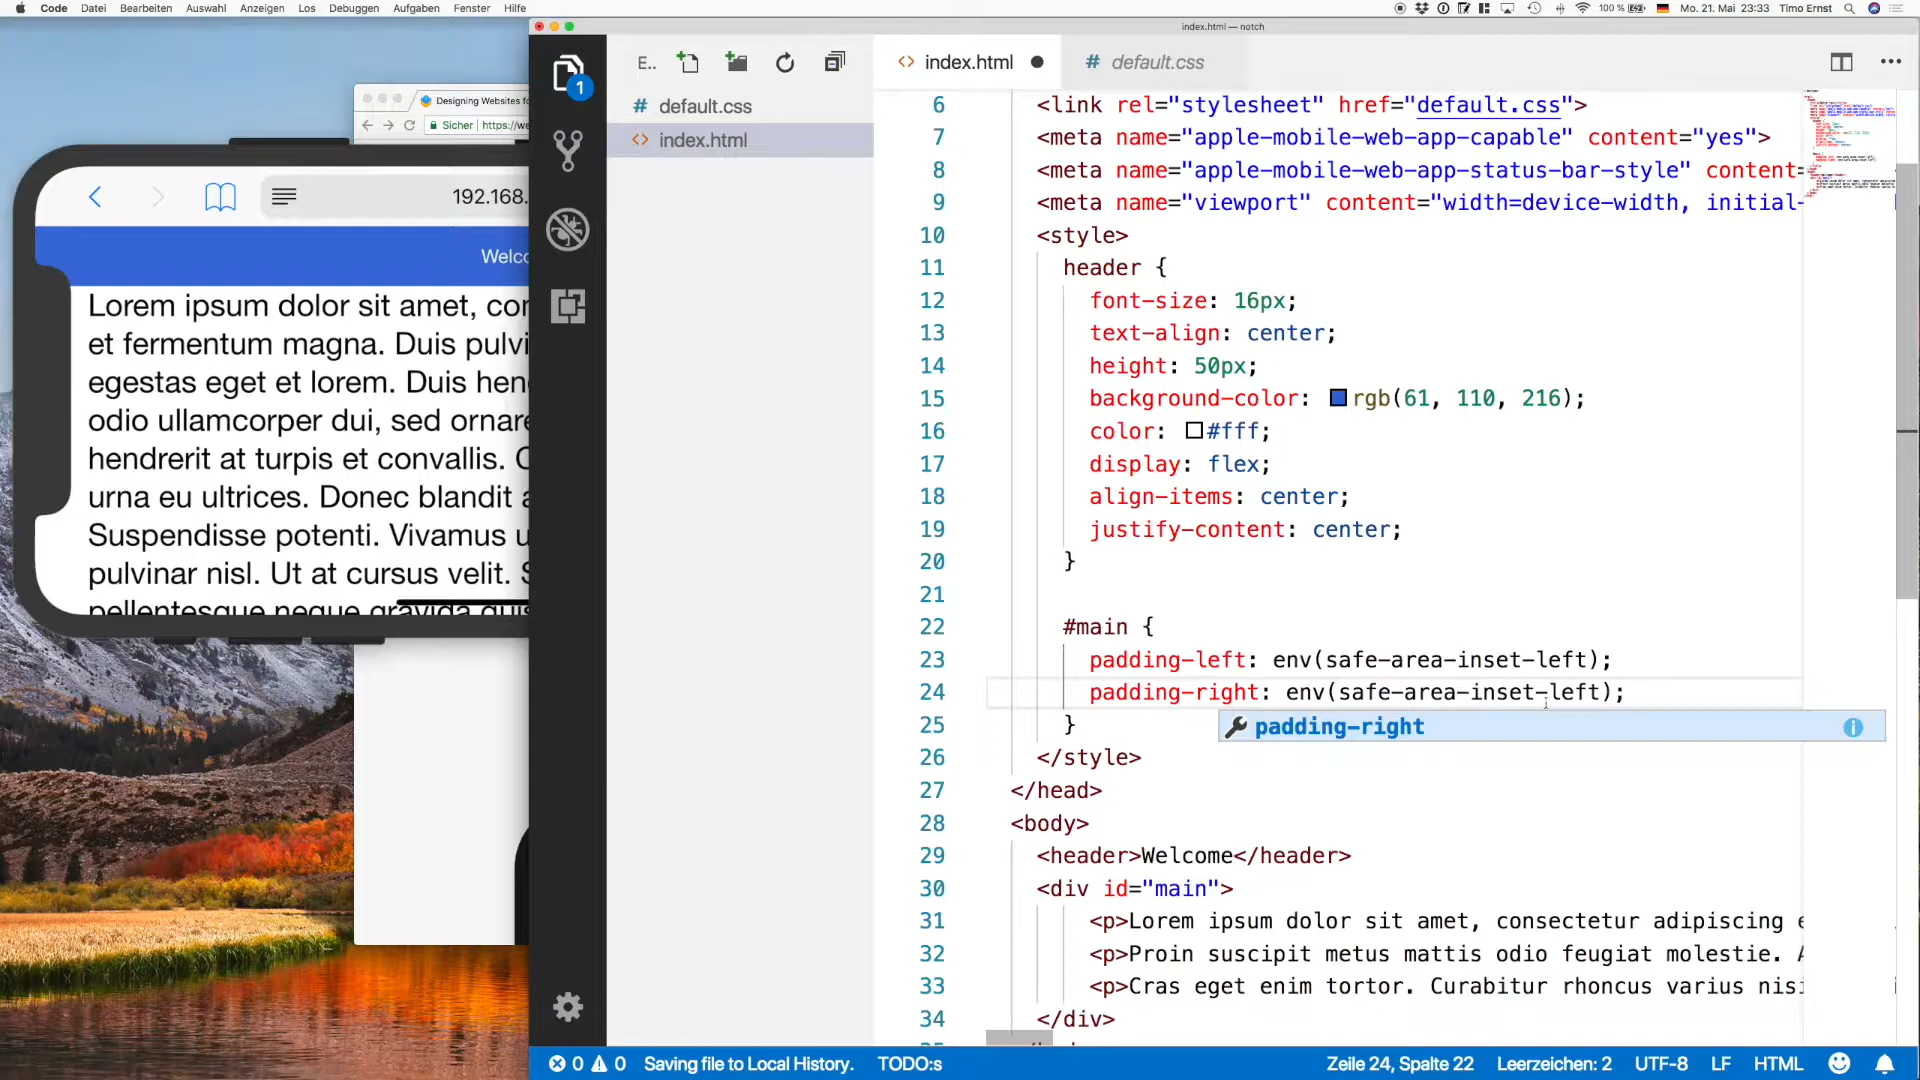 Code Datei Bearbeiten Auswahl Anzeigen Los Debuggen Aufgaben Fenster Hilfe
100 % Mo. 21. Mai 23:33 Timo Ernst
index.html — notch
E.. index.html default.css
default.css
index.html
1
Designing Websites fo
Sicher https://we
192.168.
Welco
Lorem ipsum dolor sit amet, con
et fermentum magna. Duis pulvi
egestas eget et lorem. Duis hen
odio ullamcorper dui, sed ornare
hendrerit at turpis et convallis. C
urna eu ultrices. Donec blandit a
Suspendisse potenti. Vivamus u
pulvinar nisl. Ut at cursus velit. S
pellentesque neque gravida quis
6 <link rel="stylesheet" href="default.css">
7 <meta name="apple-mobile-web-app-capable" content="yes">
8 <meta name="apple-mobile-web-app-status-bar-style" content=
9 <meta name="viewport" content="width=device-width, initial-
10 <style>
11 header {
12 font-size: 16px;
13 text-align: center;
14 height: 50px;
15 background-color: rgb(61, 110, 216);
16 color: #fff;
17 display: flex;
18 align-items: center;
19 justify-content: center;
20 }
21
22 #main {
23 padding-left: env(safe-area-inset-left);
24 padding-right: env(safe-area-inset-left);
25 }
padding-right
26 </style>
27 </head>
28 <body>
29 <header>Welcome</header>
30 <div id="main">
31 <p>Lorem ipsum dolor sit amet, consectetur adipiscing e
32 <p>Proin suscipit metus mattis odio feugiat molestie. A
33 <p>Cras eget enim tortor. Curabitur rhoncus varius nisi
34 </div>
0 0 Saving file to Local History. TODO:s Zeile 24, Spalte 22 Leerzeichen: 2 UTF-8 LF HTML